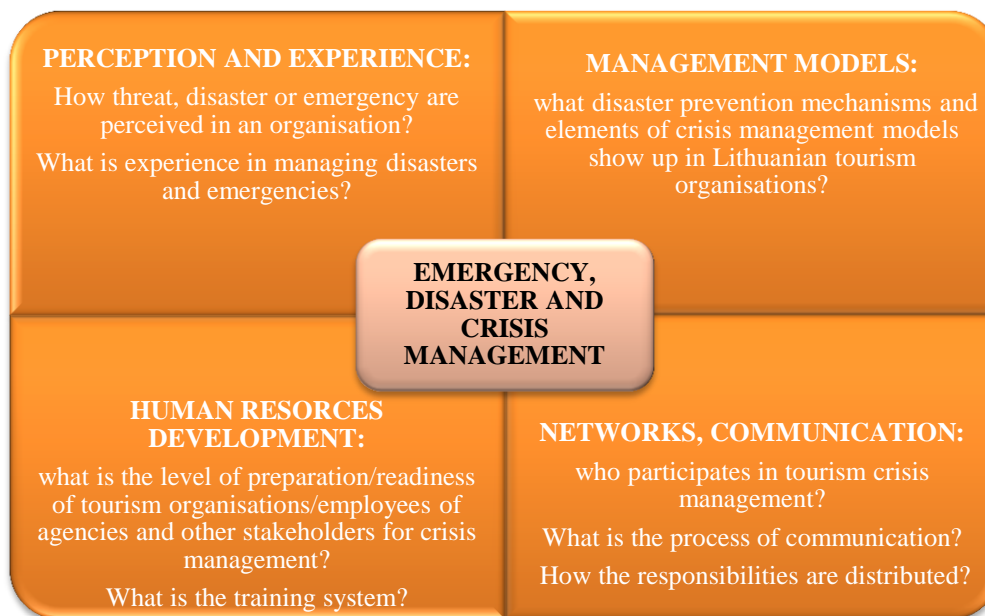 PERCEPTION AND EXPERIENCE:
How threat, disaster or emergency are
perceived in an organisation?
What is experience in managing disasters
and emergencies?
MANAGEMENT MODELS:
what disaster prevention mechanisms and
elements of crisis management models
show up in Lithuanian tourism
organisations?
EMERGENCY,
DISASTER AND
CRISIS
MANAGEMENT
HUMAN RESORCES
DEVELOPMENT:
what is the level of preparation/readiness
of tourism organisations/employees of
agencies and other stakeholders for crisis
management?
What is the training system?
NETWORKS, COMMUNICATION:
who participates in tourism crisis
management?
What is the process of communication?
How the responsibilities are distributed?